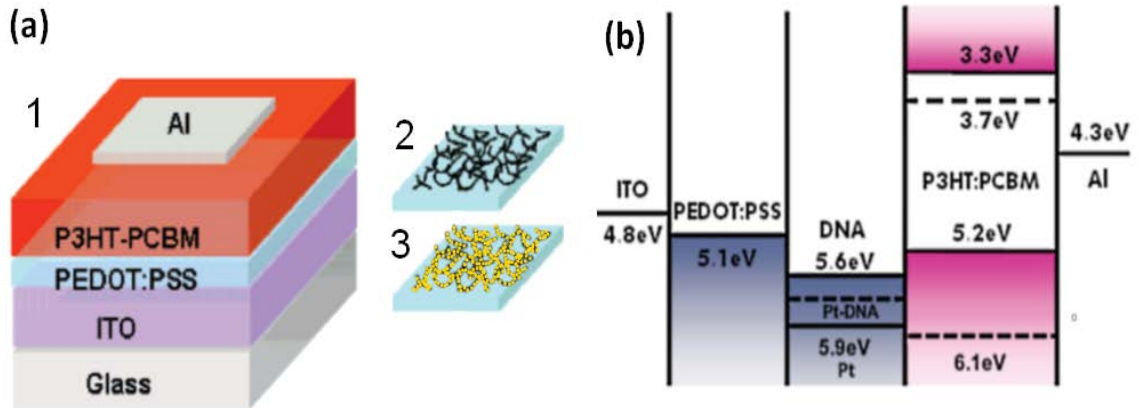 (a)
1
Al
P3HT-PCBM
PEDOT:PSS
ITO
Glass
2
3
(b)
ITO
4.8eV
PEDOT:PSS
5.1eV
DNA
5.6eV
Pt-DNA
5.9eV
Pt
3.3eV
3.7eV
P3HT:PCBM
5.2eV
6.1eV
4.3eV
Al